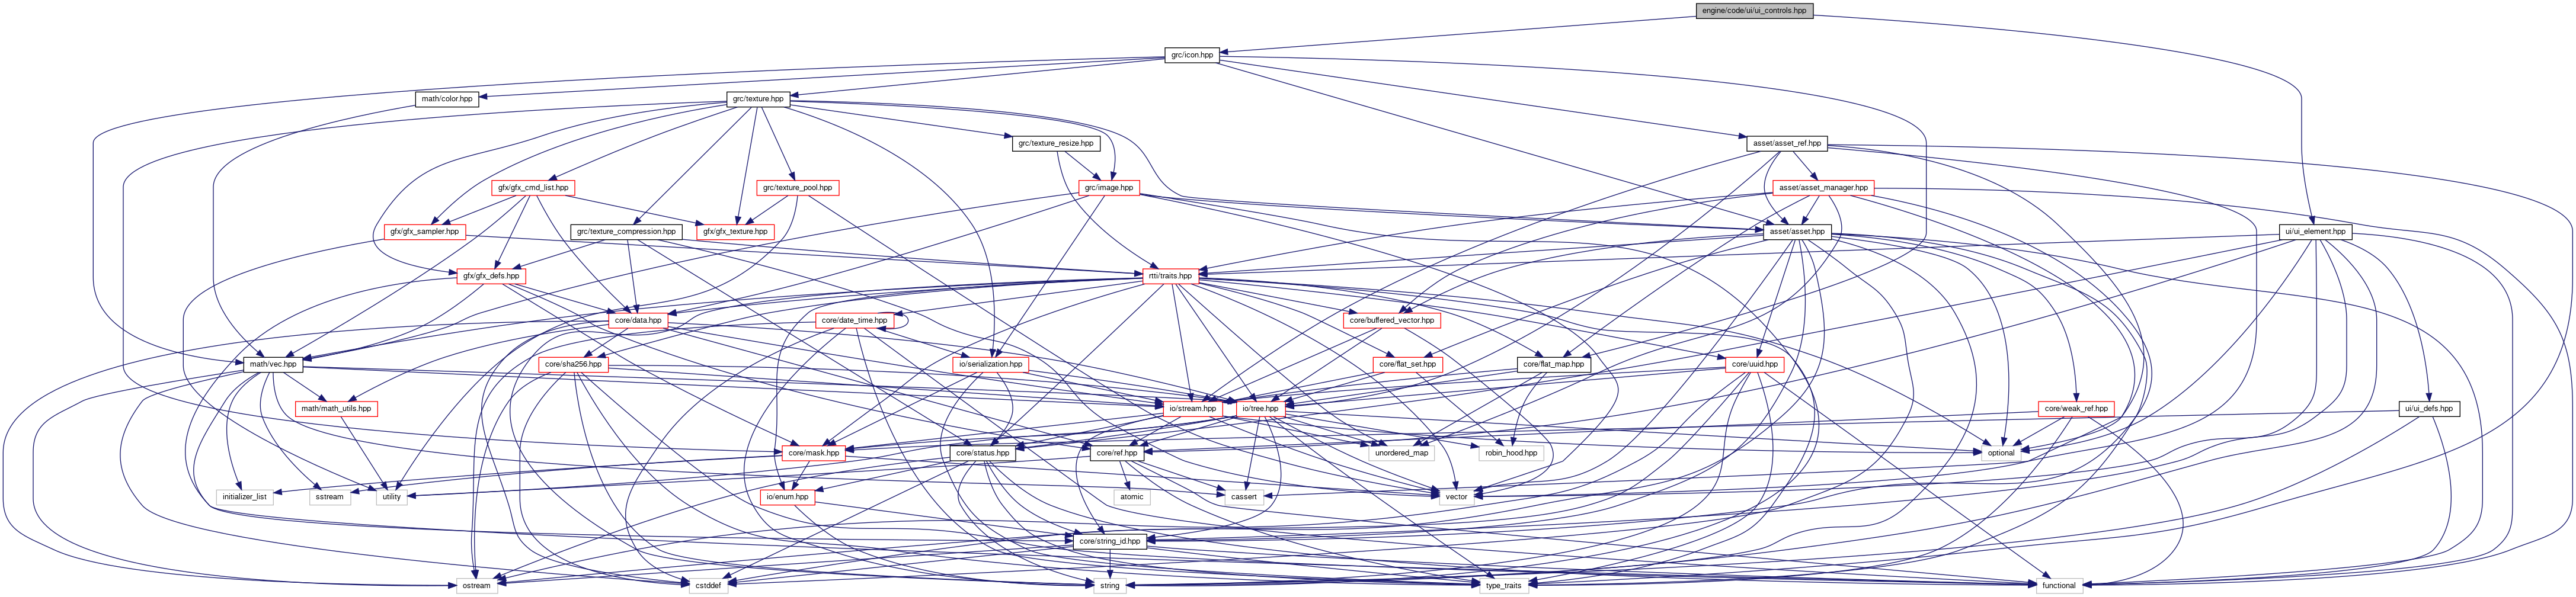 engine/code/ui/ui_controls.hpp
grc/icon.hpp
math/color.hpp
grc/texture.hpp
grc/texture_resize.hpp
asset/asset_ref.hpp
gfx/gfx_cmd_list.hpp
grc/texture_pool.hpp
grc/image.hpp
asset/asset_manager.hpp
gfx/gfx_sampler.hpp
grc/texture_compression.hpp
gfx/gfx_texture.hpp
asset/asset.hpp
ui/ui_element.hpp
gfx/gfx_defs.hpp
rtti/traits.hpp
core/data.hpp
core/date_time.hpp
core/buffered_vector.hpp
math/vec.hpp
core/sha256.hpp
io/serialization.hpp
core/flat_set.hpp
core/flat_map.hpp
core/uuid.hpp
math/math_utils.hpp
io/stream.hpp
io/tree.hpp
core/weak_ref.hpp
ui/ui_defs.hpp
core/mask.hpp
core/status.hpp
core/ref.hpp
unordered_map
robin_hood.hpp
optional
initializer_list
sstream
utility
io/enum.hpp
atomic
cassert
vector
core/string_id.hpp
ostream
cstddef
string
type_traits
functional